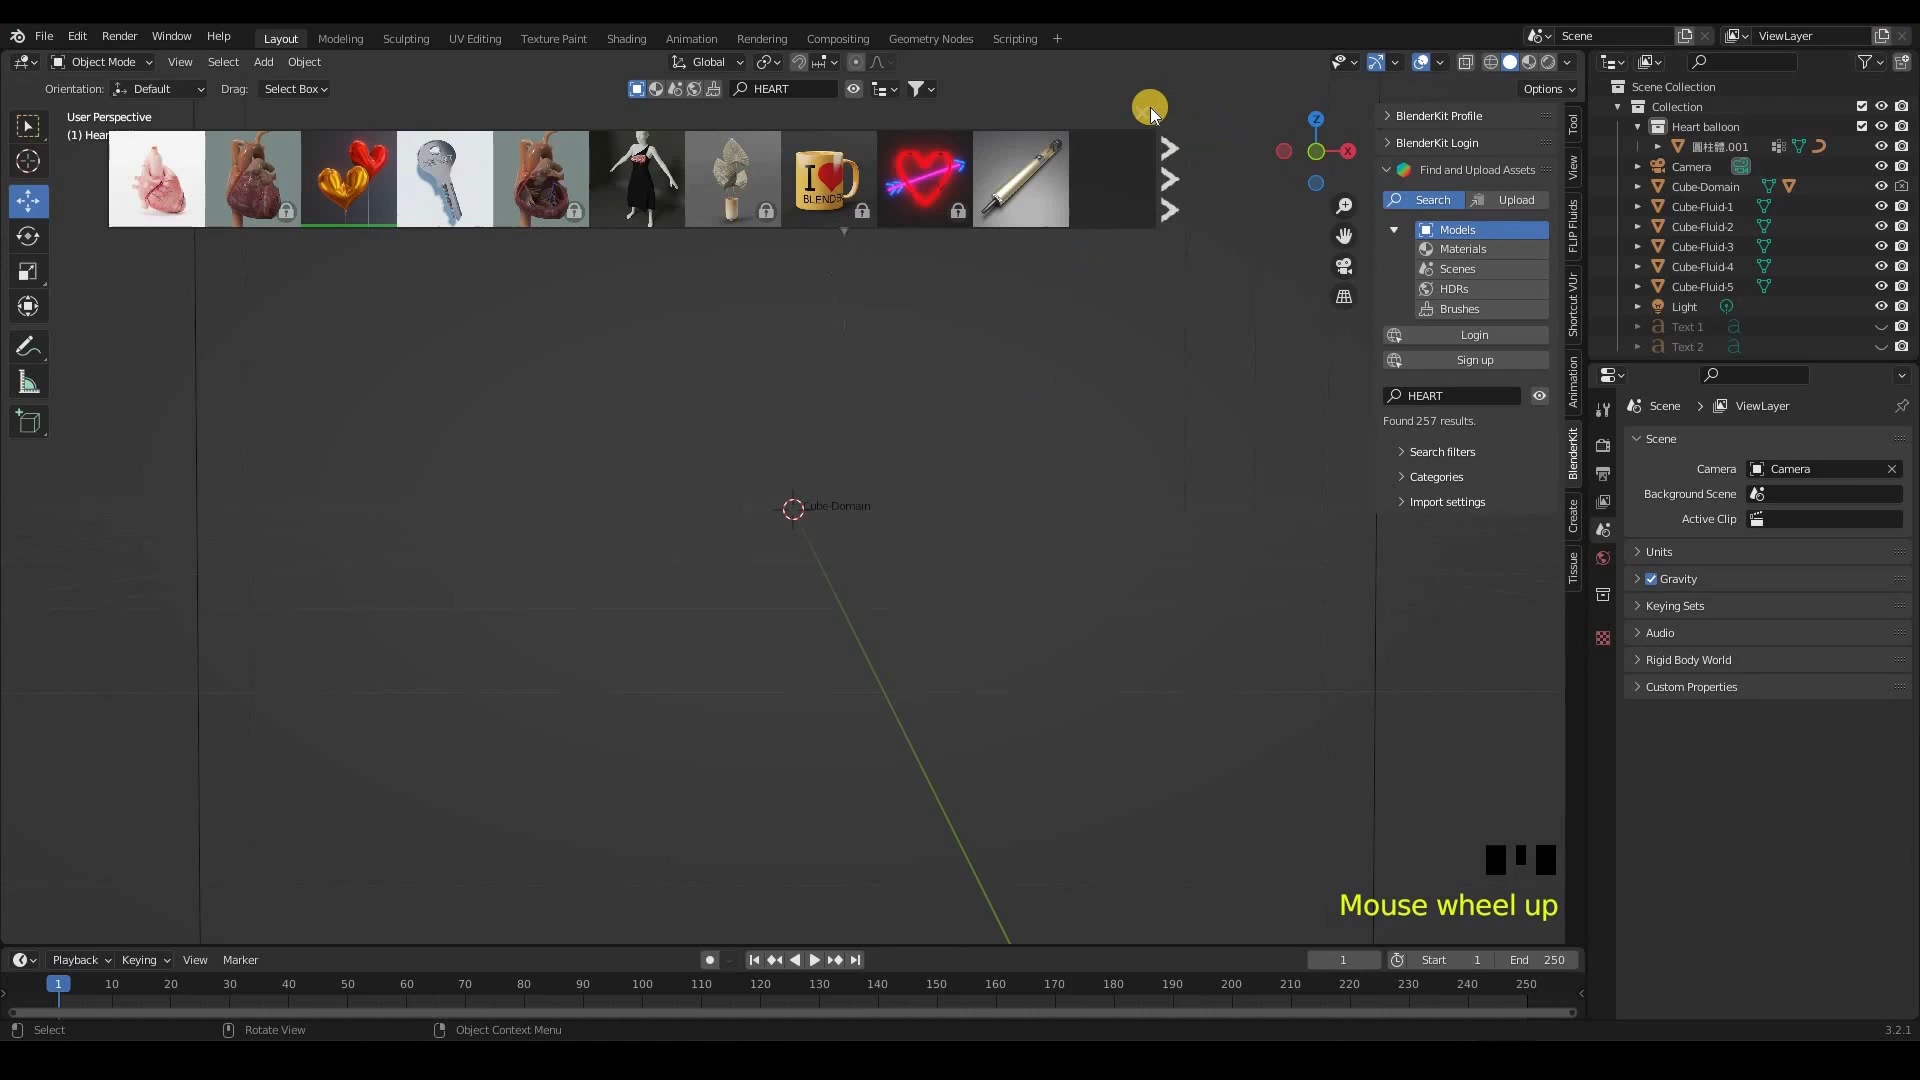 File Edit Render Window Help Layout Modeling Sculpting UV Editing Texture Paint Shading Animation Rendering Compositing Geometry Nodes Scripting + Scene ViewLayer
Object Mode View Select Add Object Global
Orientation: Default Drag: Select Box HEART Options
User Perspective
(1) Hear
BlenderKit Profile
BlenderKit Login
Find and Upload Assets
Search Upload
Models
Materials
Scenes
HDRs
Brushes
Login
Sign up
HEART
Found 257 results.
Search filters
Categories
Import settings
Tool
View
FLIP Fluids
Shortcut VUr
Animation
BlenderKit
Create
Tissue
Z
X
Cube-Domain
Scene Collection
Collection
Heart balloon
圓柱體.001
Camera
Cube-Domain
Cube-Fluid-1
Cube-Fluid-2
Cube-Fluid-3
Cube-Fluid-4
Cube-Fluid-5
Light
Text 1
Text 2
Scene > ViewLayer
Scene
Camera Camera
Background Scene
Active Clip
Units
Gravity
Keying Sets
Audio
Rigid Body World
Custom Properties
Mouse wheel up
Playback Keying View Marker 1 Start 1 End 250
1 10 20 30 40 50 60 70 80 90 100 110 120 130 140 150 160 170 180 190 200 210 220 230 240 250
Select Rotate View Object Context Menu 3.2.1